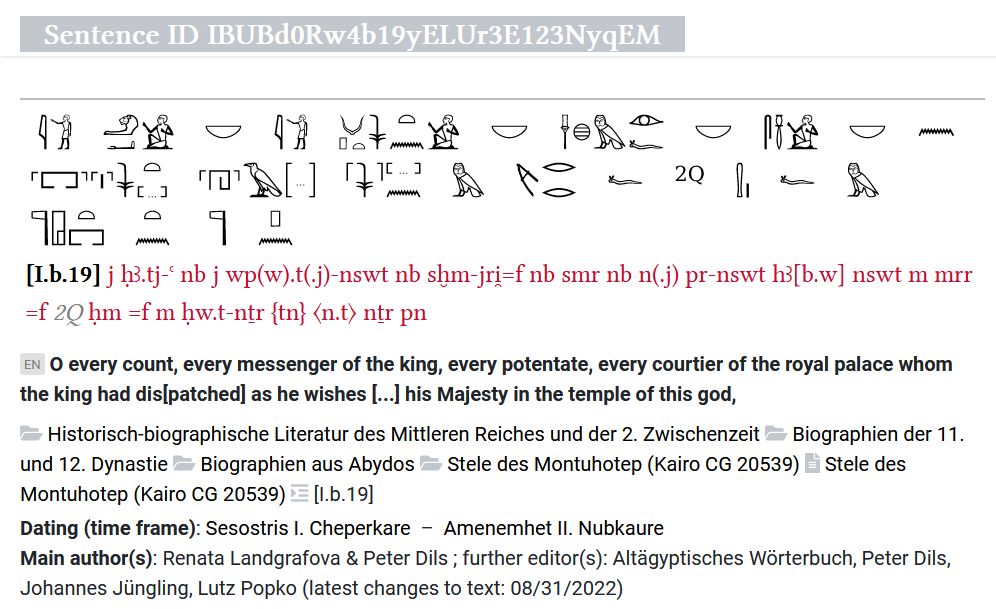 Sentence ID IBUBd0Rw4b19yELUr3E123NyqEM
2Q
[I.b.19] j ḥꜣ.tj-ꜥ nb j wp(w).t(.j)-nswt nb sḫm-jri̯=f nb smr nb n(.j) pr-nswt hꜣ[b.w] nswt m mrr
=f 2Q ḥm =f m ḥw.t-nṯr {tn} 〈n.t〉 nṯr pn
EN O every count, every messenger of the king, every potentate, every courtier of the royal palace whom
the king had dis[patched] as he wishes [...] his Majesty in the temple of this god,
Historisch-biographische Literatur des Mittleren Reiches und der 2. Zwischenzeit Biographien der 11.
und 12. Dynastie Biographien aus Abydos Stele des Montuhotep (Kairo CG 20539) Stele des
Montuhotep (Kairo CG 20539) [I.b.19]
Dating (time frame): Sesostris I. Cheperkare – Amenemhet II. Nubkaure
Main author(s): Renata Landgrafova & Peter Dils ; further editor(s): Altägyptisches Wörterbuch, Peter Dils,
Johannes Jüngling, Lutz Popko (latest changes to text: 08/31/2022)